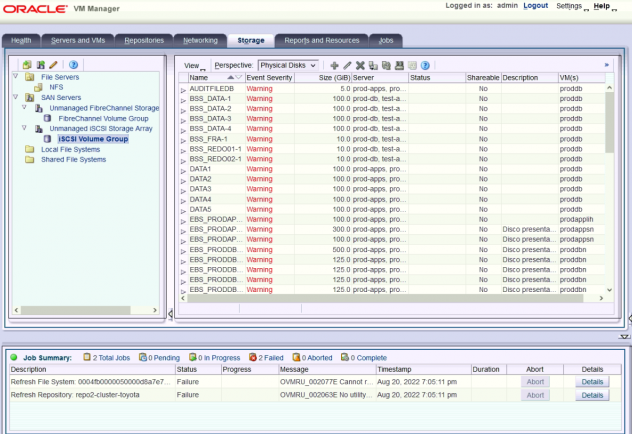 ORACLE VM Manager
Logged in as: admin Logout Settings Help
Health Servers and VMs Repositories Networking Storage Reports and Resources Jobs
View Perspective: Physical Disks
File Servers
NFS
SAN Servers
Unmanaged FibreChannel Storage
FibreChannel Volume Group
Unmanaged iSCSI Storage Array
iSCSI Volume Group
Local File Systems
Shared File Systems
Name Event Severity Size (GiB) Server Status Shareable Description VM(s)
AUDITFILEDB Warning 5.0 prod-apps, pro... No proddb
BSS_DATA-1 Warning 100.0 prod-db, test-a... No proddb
BSS_DATA-2 Warning 100.0 prod-db, test-a... No proddb
BSS_DATA-3 Warning 100.0 prod-db, test-a... No proddb
BSS_DATA-4 Warning 100.0 prod-db, test-a... No proddb
BSS_FRA-1 Warning 10.0 prod-db, test-a... No proddb
BSS_REDO01-1 Warning 10.0 prod-db, test-a... No proddb
BSS_REDO02-1 Warning 10.0 prod-db, test-a... No proddb
DATA1 Warning 100.0 prod-apps, pro... No proddb
DATA2 Warning 100.0 prod-apps, pro... No proddb
DATA3 Warning 100.0 prod-apps, pro... No proddb
DATA4 Warning 100.0 prod-apps, pro... No proddb
DATA5 Warning 100.0 prod-apps, pro... No proddb
EBS_PRODAP... Warning 100.0 prod-apps, pro... No prodapplh
EBS_PRODAP... Warning 300.0 prod-apps, pro... No Disco presenta... prodappsn
EBS_PRODAP... Warning 100.0 prod-apps, pro... No Disco presenta... prodappsn
EBS_PRODDB... Warning 500.0 prod-apps, pro... No Disco presenta... proddbn
EBS_PRODDB... Warning 125.0 prod-apps, pro... No Disco presenta... proddbn
EBS_PRODDB... Warning 125.0 prod-apps, pro... No Disco presenta... proddbn
EBS_PRODDB... Warning 125.0 prod-apps, pro... No Disco presenta... proddbn
EBS_PRODDB... Warning 125.0 prod-apps, pro... No Disco presenta... proddbn
Job Summary: 2 Total Jobs 0 Pending 0 In Progress 2 Failed 0 Aborted 0 Complete
Description Status Progress Message Timestamp Duration Abort Details
Refresh File System: 0004fb0000050000d8a7e7... Failure OVMRU_002077E Cannot r... Aug 20, 2022 7:05:11 pm Abort Details
Refresh Repository: repo2-cluster-toyota Failure OVMRU_002063E No utility... Aug 20, 2022 7:05:11 pm Abort Details